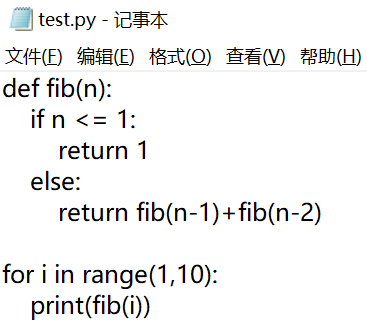 test.py - 记事本
文件(F) 编辑(E) 格式(O) 查看(V) 帮助(H)
def fib(n):
    if n <= 1:
        return 1
    else:
        return fib(n-1)+fib(n-2)

for i in range(1,10):
    print(fib(i))